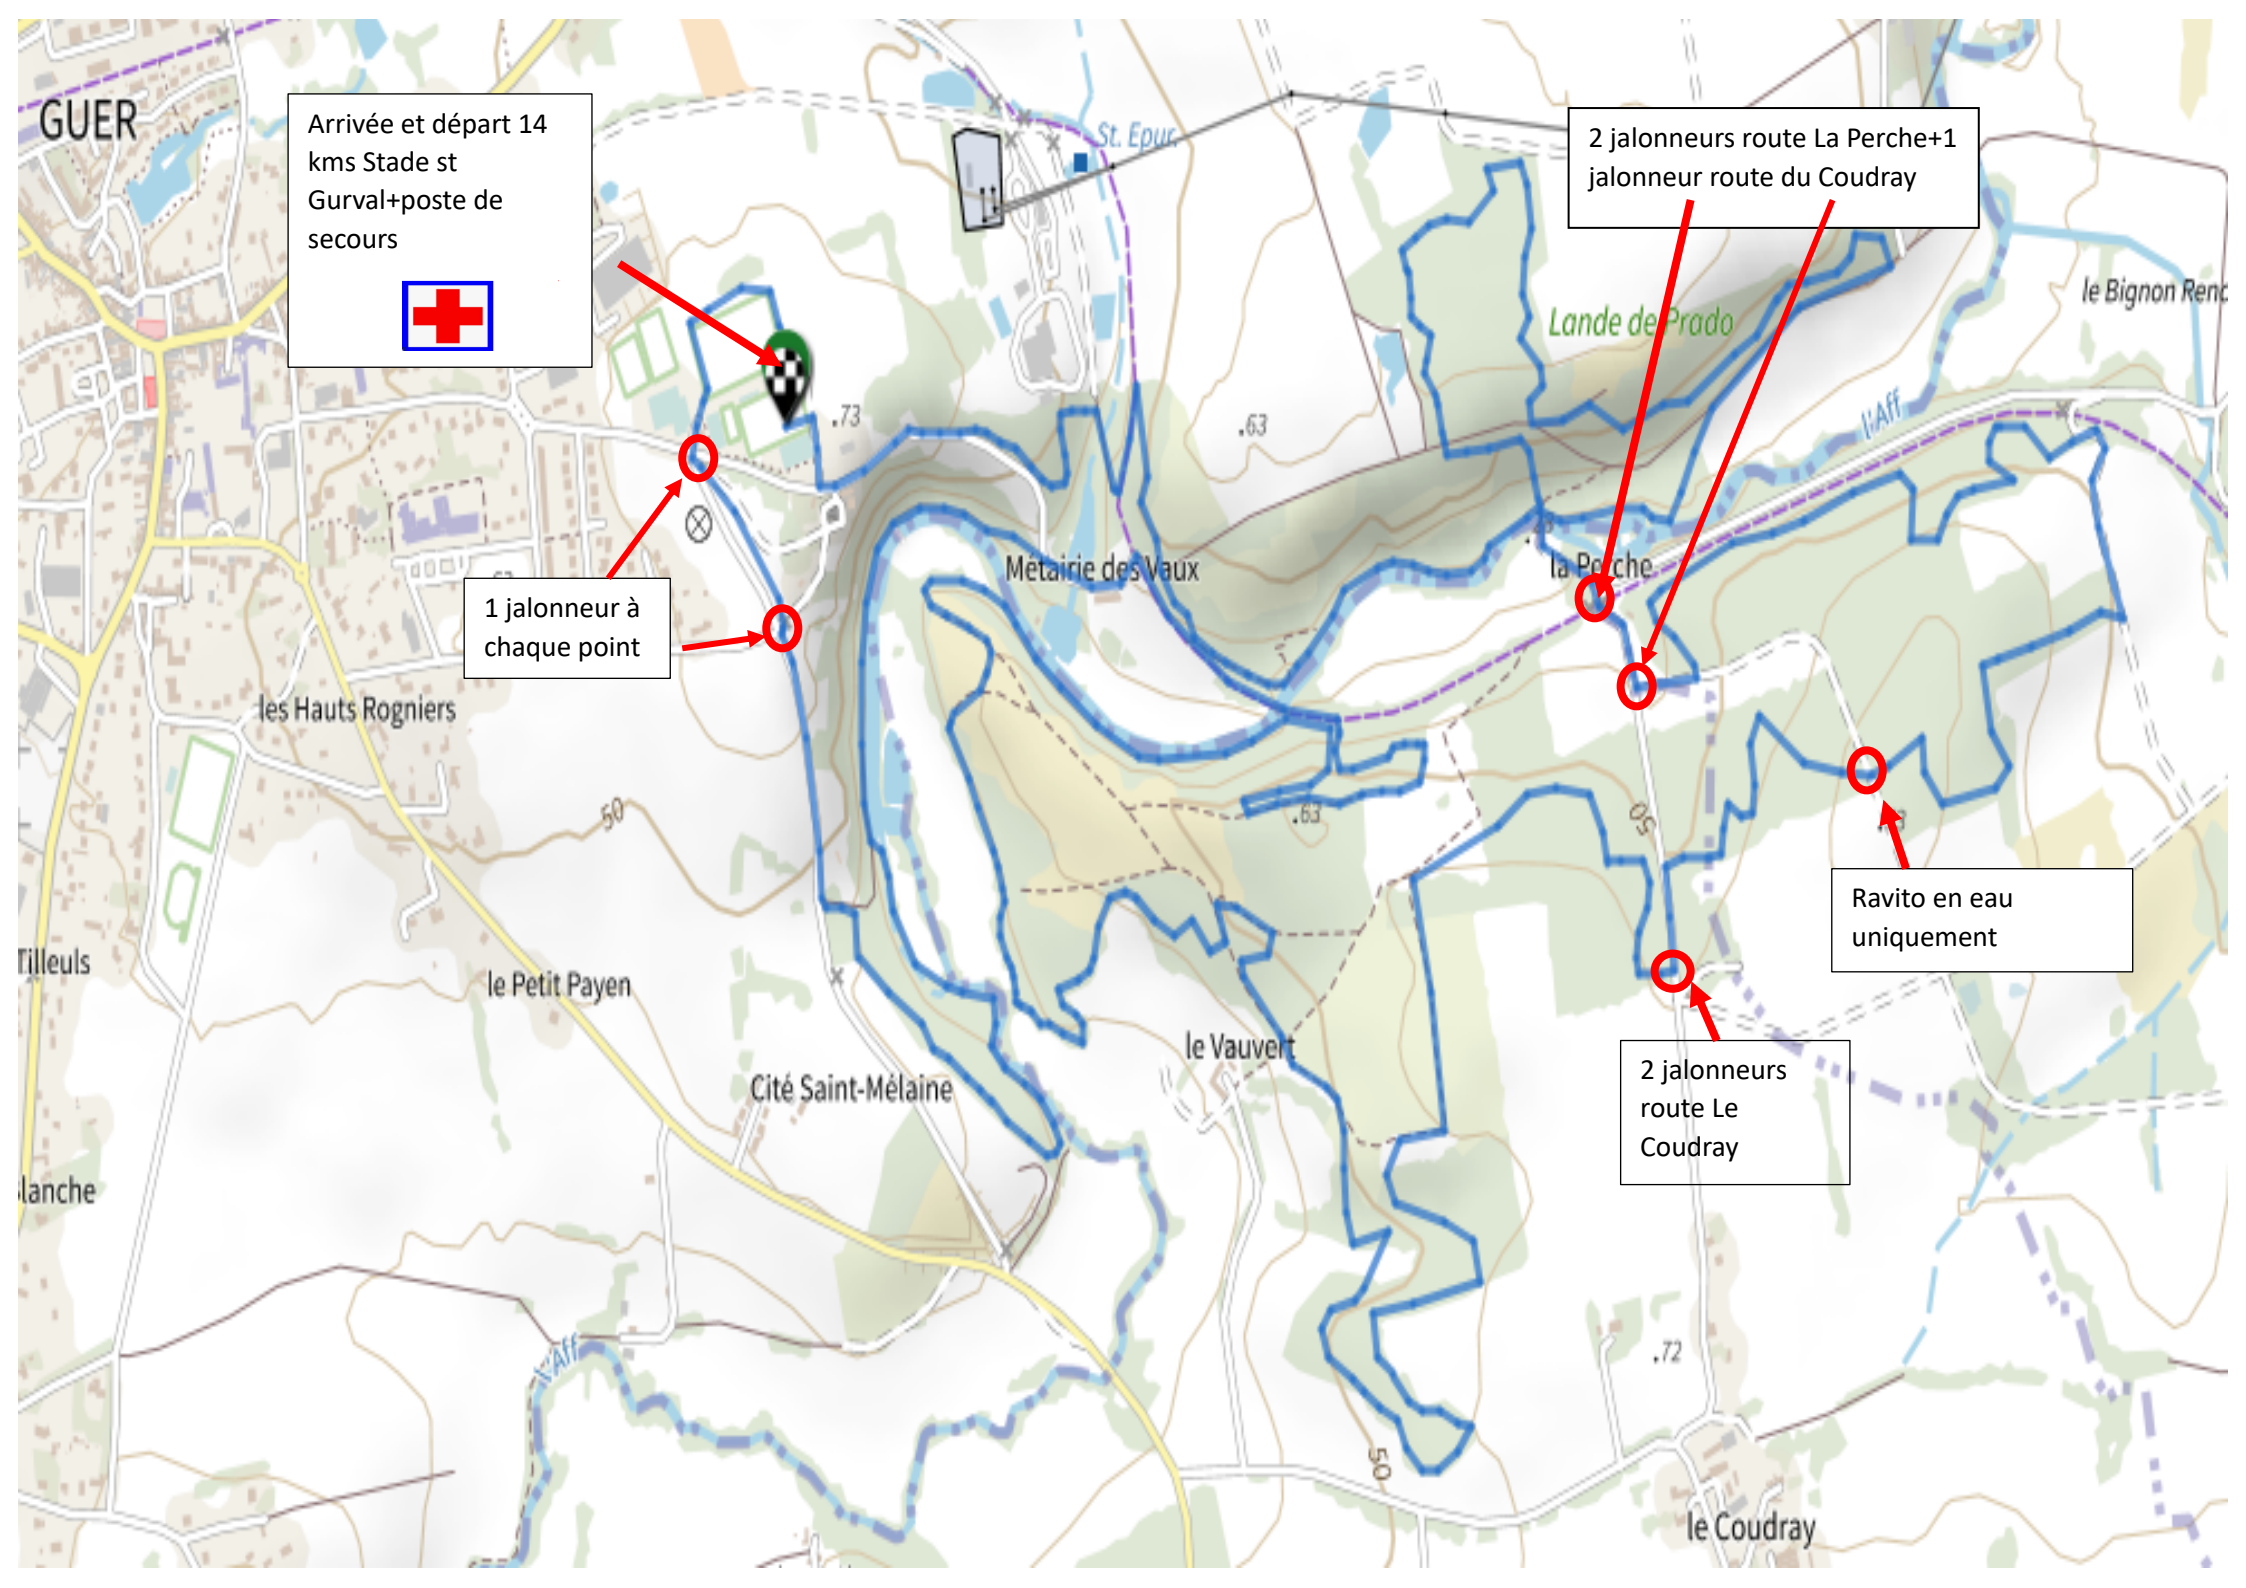 GUER
Arrivée et départ 14
kms Stade st
Gurval+poste de
secours
St. Epur.
2 jalonneurs route La Perche+1
jalonneur route du Coudray
le Bignon Rend
Lande de Prado
.73
.63
l'Aff
1 jalonneur à
chaque point
Métairie des Vaux
la Perche
les Hauts Rogniers
50
.63
50
Ravito en eau
uniquement
Tilleuls
le Petit Payen
le Vauvert
Cité Saint-Mélaine
2 jalonneurs
route Le
Coudray
lanche
l'Aff
.72
50
le Coudray